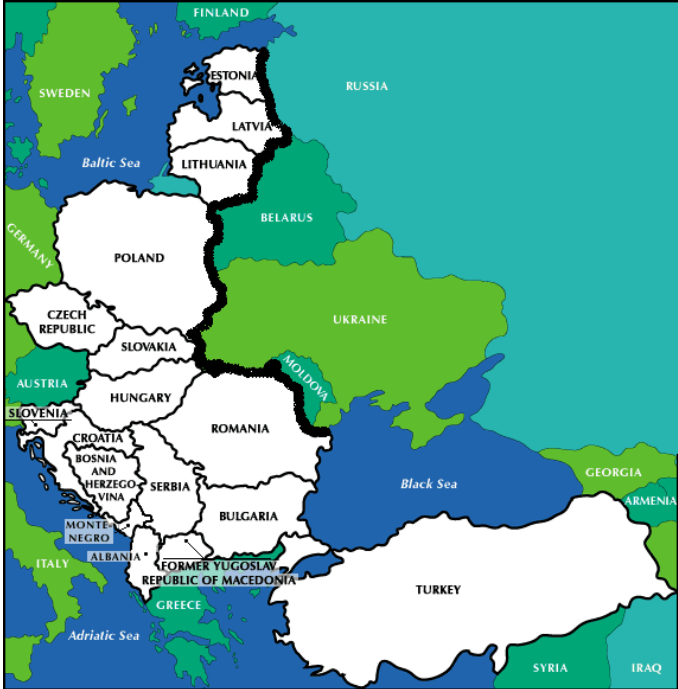 FINLAND
SWEDEN
RUSSIA
ESTONIA
LATVIA
Baltic Sea
LITHUANIA
BELARUS
GERMANY
POLAND
UKRAINE
CZECH
REPUBLIC
SLOVAKIA
MOLDOVA
AUSTRIA
HUNGARY
SLOVENIA
ROMANIA
CROATIA
BOSNIA
AND
HERZEGO
VINA
SERBIA
Black Sea
GEORGIA
ARMENIA
BULGARIA
MONTE-
NEGRO
ALBANIA
ITALY
FORMER YUGOSLAV
REPUBLIC OF MACEDONIA
TURKEY
GREECE
Adriatic Sea
SYRIA
IRAQ